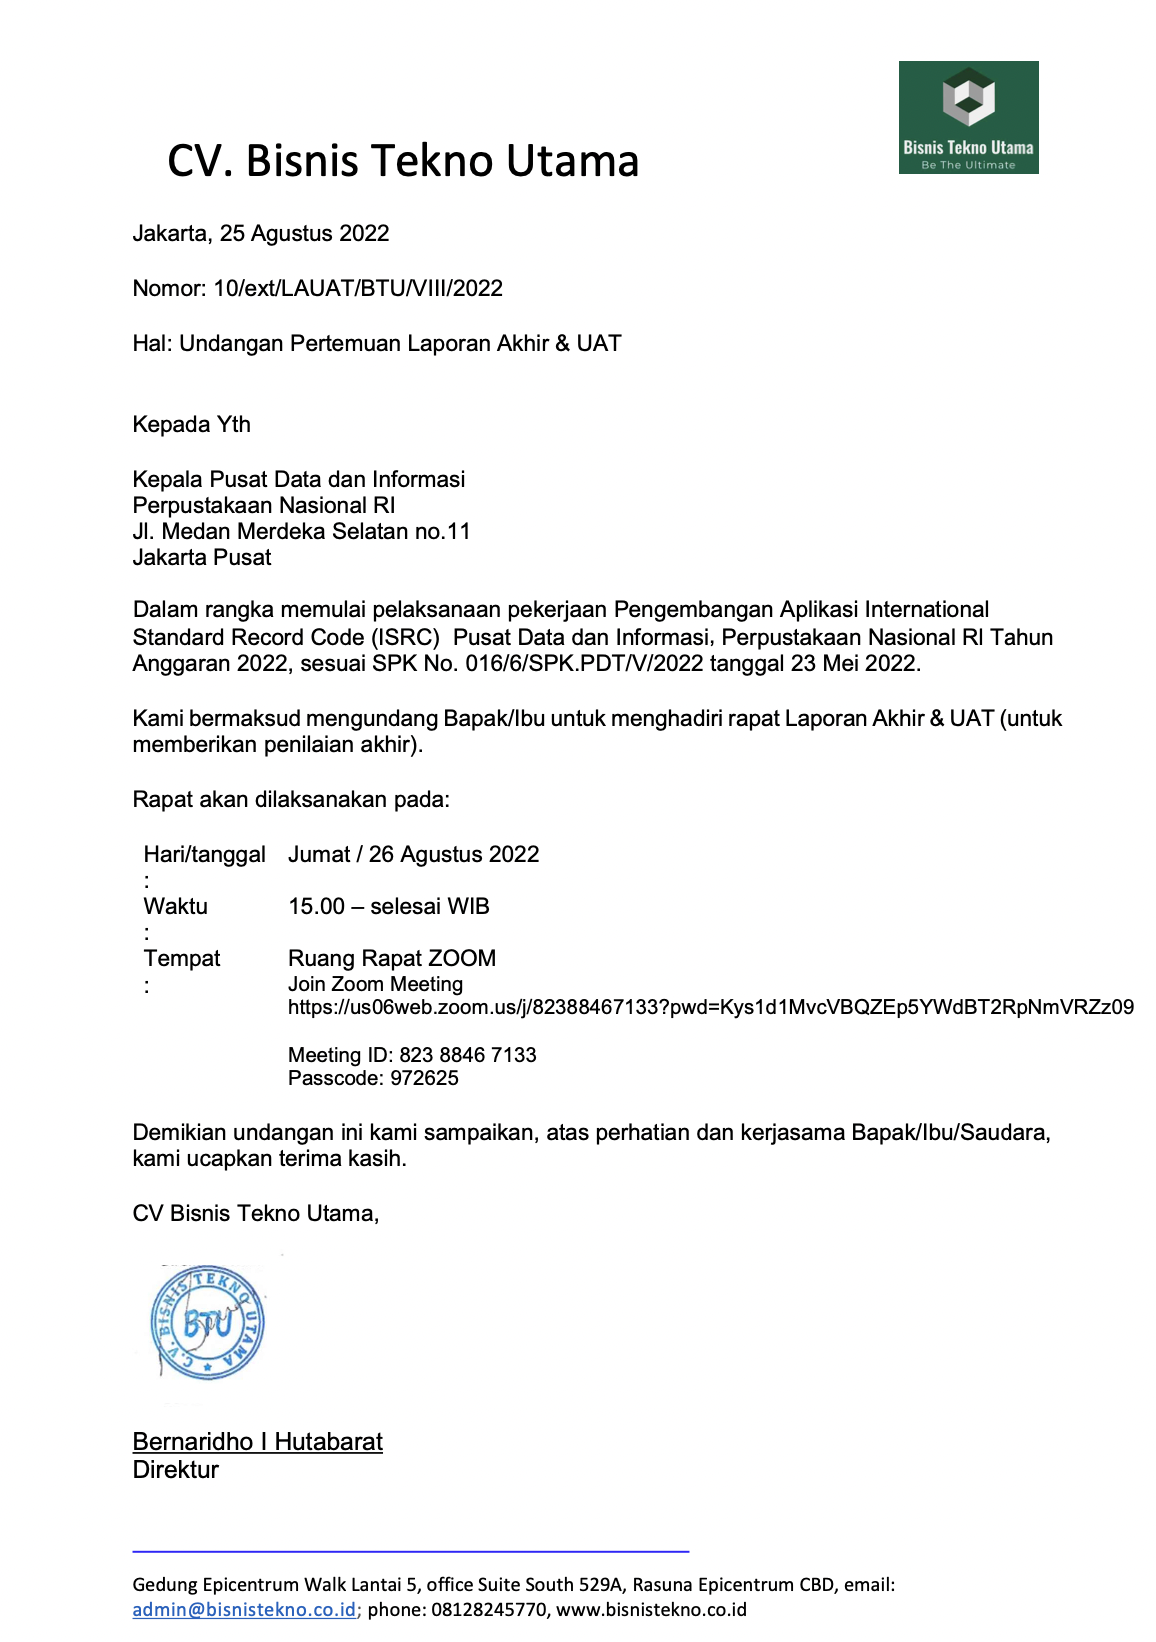 Bisnis Tekno Utama
Be The Ultimate
CV. Bisnis Tekno Utama
Jakarta, 25 Agustus 2022
Nomor: 10/ext/LAUAT/BTU/VIII/2022
Hal: Undangan Pertemuan Laporan Akhir & UAT
Kepada Yth
Kepala Pusat Data dan Informasi
Perpustakaan Nasional RI
Jl. Medan Merdeka Selatan no.11
Jakarta Pusat
Dalam rangka memulai pelaksanaan pekerjaan Pengembangan Aplikasi International
Standard Record Code (ISRC)  Pusat Data dan Informasi, Perpustakaan Nasional RI Tahun
Anggaran 2022, sesuai SPK No. 016/6/SPK.PDT/V/2022 tanggal 23 Mei 2022.
Kami bermaksud mengundang Bapak/Ibu untuk menghadiri rapat Laporan Akhir & UAT (untuk
memberikan penilaian akhir).
Rapat akan dilaksanakan pada:
Hari/tanggal Jumat / 26 Agustus 2022
:
Waktu 15.00 – selesai WIB
:
Tempat Ruang Rapat ZOOM
: Join Zoom Meeting
https://us06web.zoom.us/j/82388467133?pwd=Kys1d1MvcVBQZEp5YWdBT2RpNmVRZz09
Meeting ID: 823 8846 7133
Passcode: 972625
Demikian undangan ini kami sampaikan, atas perhatian dan kerjasama Bapak/Ibu/Saudara,
kami ucapkan terima kasih.
CV Bisnis Tekno Utama,
C.V. BISNIS TEKNO UTAMA
BTU
Bernaridho I Hutabarat
Direktur
Gedung Epicentrum Walk Lantai 5, office Suite South 529A, Rasuna Epicentrum CBD, email:
admin@bisnistekno.co.id; phone: 08128245770, www.bisnistekno.co.id